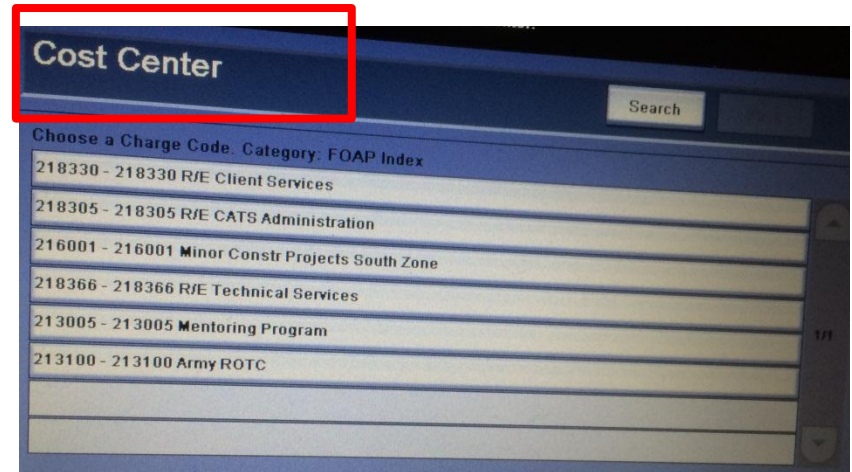 Cost Center
Search
Choose a Charge Code. Category: FOAP Index
218330 - 218330 R/E Client Services
218305 - 218305 R/E CATS Administration
216001 - 216001 Minor Constr Projects South Zone
218366 - 218366 R/E Technical Services
213005 - 213005 Mentoring Program
1/1
213100 - 213100 Army ROTC